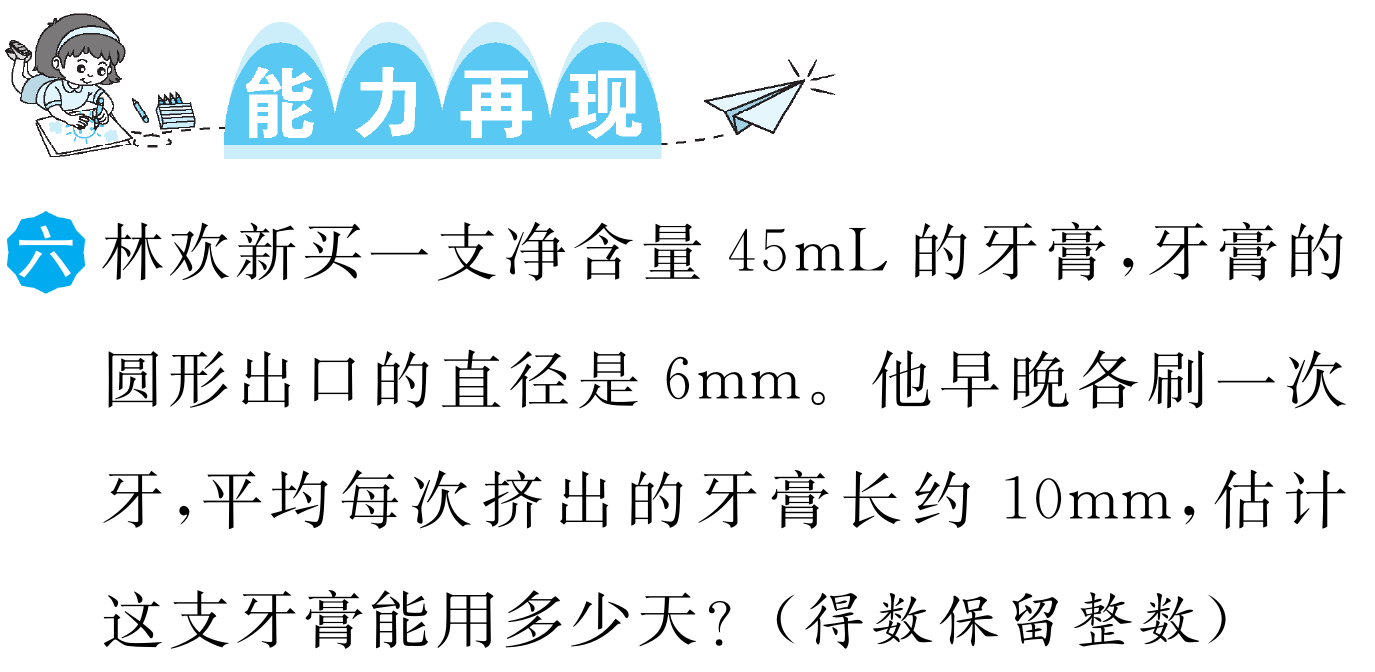 能力再现
六 林欢新买一支净含量 45mL 的牙膏,牙膏的
圆形出口的直径是 6mm。他早晚各刷一次
牙,平均每次挤出的牙膏长约 10mm,估计
这支牙膏能用多少天?(得数保留整数)